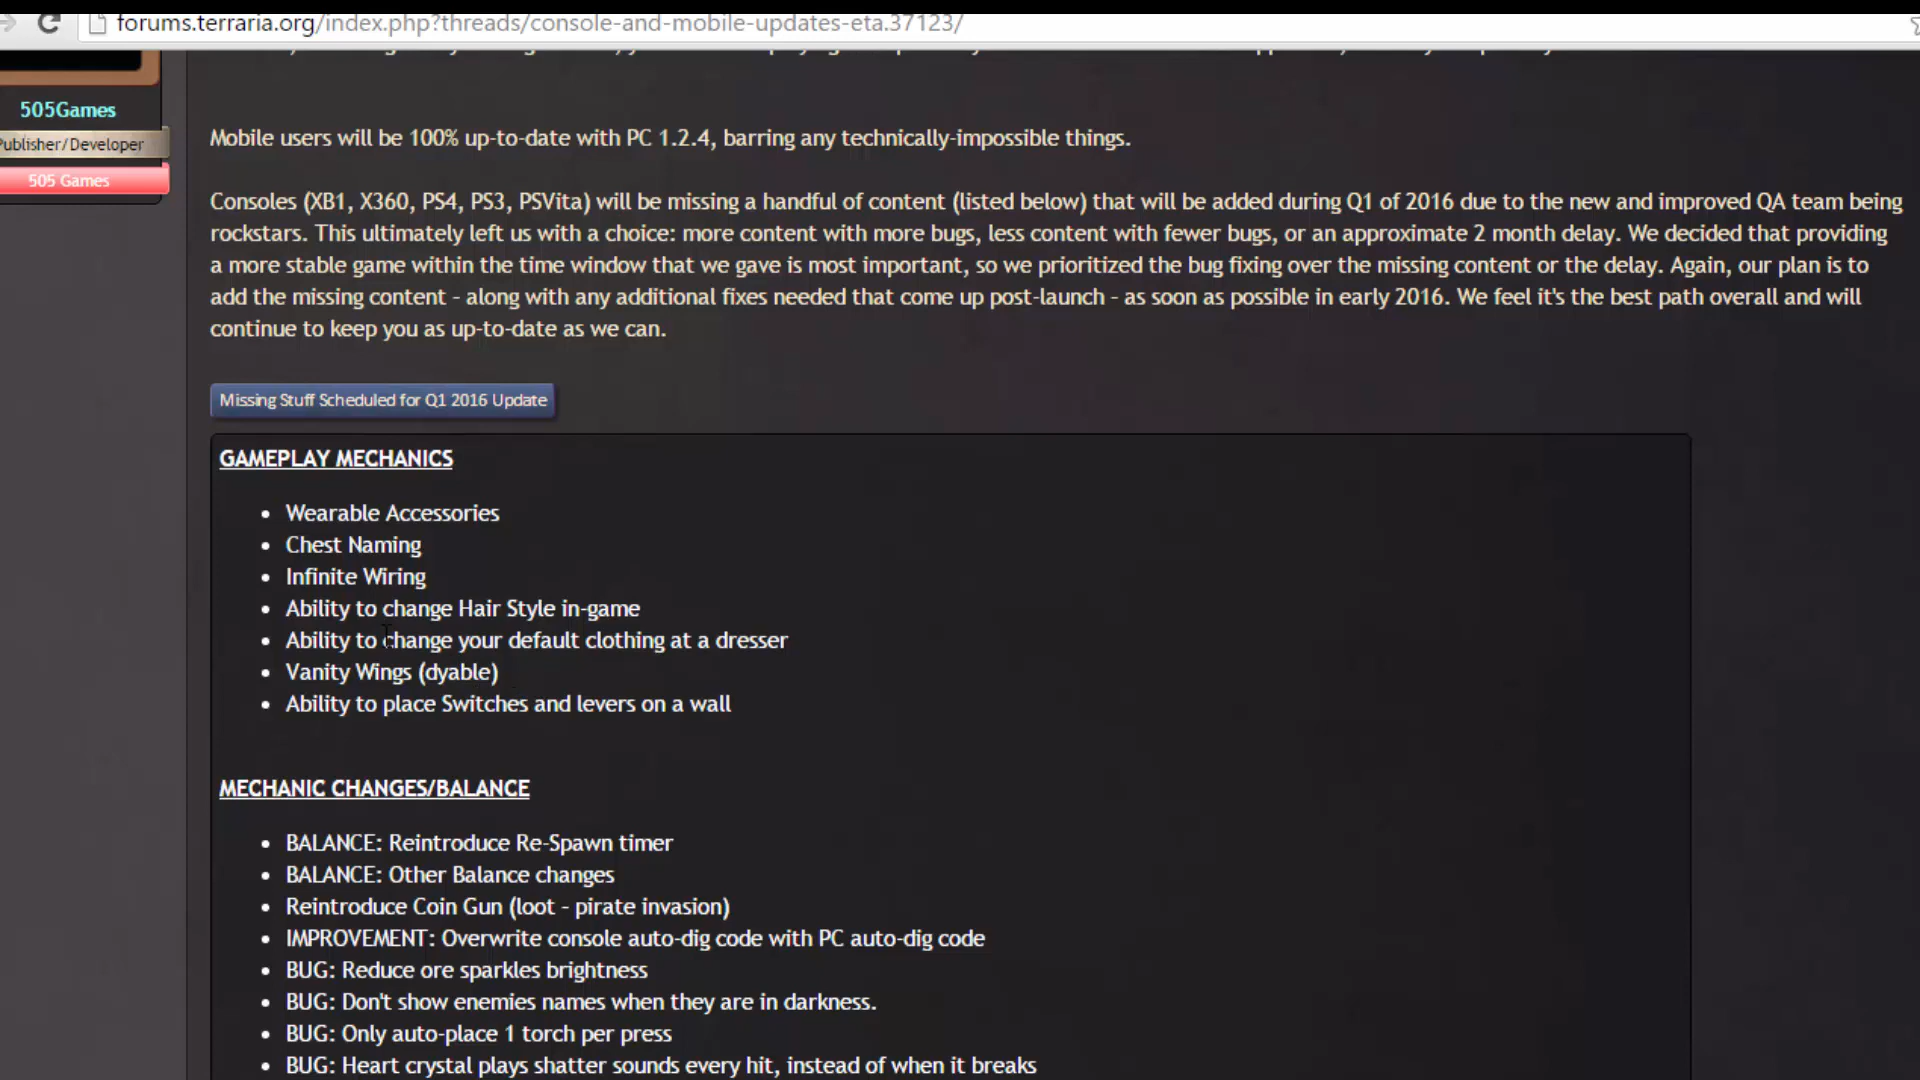 forums.terraria.org/index.php?threads/console-and-mobile-updates-eta.37123/
505Games
Publisher/Developer
505 Games
Mobile users will be 100% up-to-date with PC 1.2.4, barring any technically-impossible things.
Consoles (XB1, X360, PS4, PS3, PSVita) will be missing a handful of content (listed below) that will be added during Q1 of 2016 due to the new and improved QA team being
rockstars. This ultimately left us with a choice: more content with more bugs, less content with fewer bugs, or an approximate 2 month delay. We decided that providing
a more stable game within the time window that we gave is most important, so we prioritized the bug fixing over the missing content or the delay. Again, our plan is to
add the missing content - along with any additional fixes needed that come up post-launch - as soon as possible in early 2016. We feel it's the best path overall and will
continue to keep you as up-to-date as we can.
Missing Stuff Scheduled for Q1 2016 Update
GAMEPLAY MECHANICS
• Wearable Accessories
• Chest Naming
• Infinite Wiring
• Ability to change Hair Style in-game
• Ability to change your default clothing at a dresser
• Vanity Wings (dyable)
• Ability to place Switches and levers on a wall
MECHANIC CHANGES/BALANCE
• BALANCE: Reintroduce Re-Spawn timer
• BALANCE: Other Balance changes
• Reintroduce Coin Gun (loot - pirate invasion)
• IMPROVEMENT: Overwrite console auto-dig code with PC auto-dig code
• BUG: Reduce ore sparkles brightness
• BUG: Don't show enemies names when they are in darkness.
• BUG: Only auto-place 1 torch per press
• BUG: Heart crystal plays shatter sounds every hit, instead of when it breaks